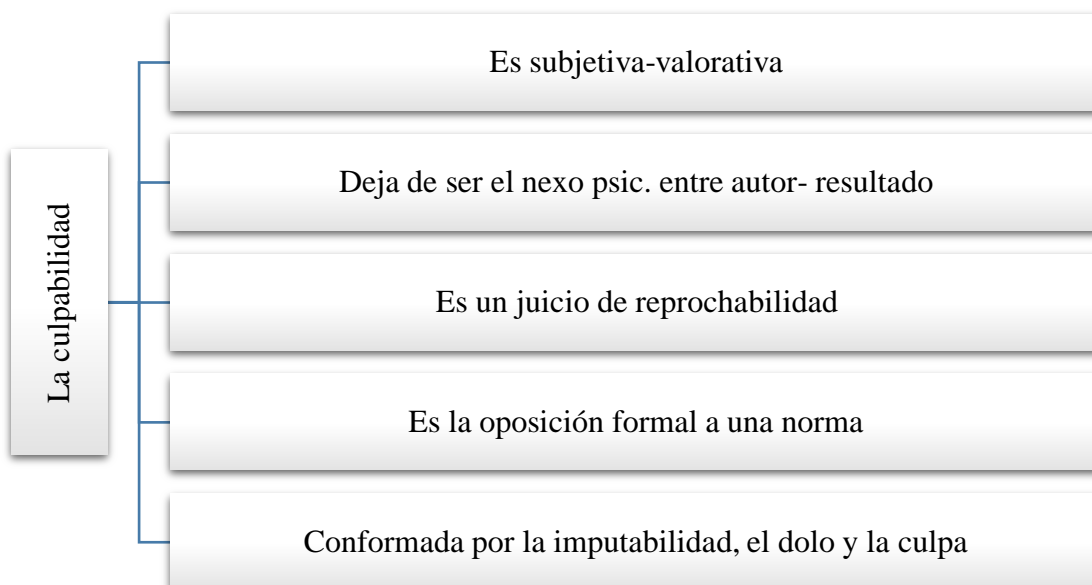 La culpabilidad
Es subjetiva-valorativa
Deja de ser el nexo psic. entre autor- resultado
Es un juicio de reprochabilidad
Es la oposición formal a una norma
Conformada por la imputabilidad, el dolo y la culpa